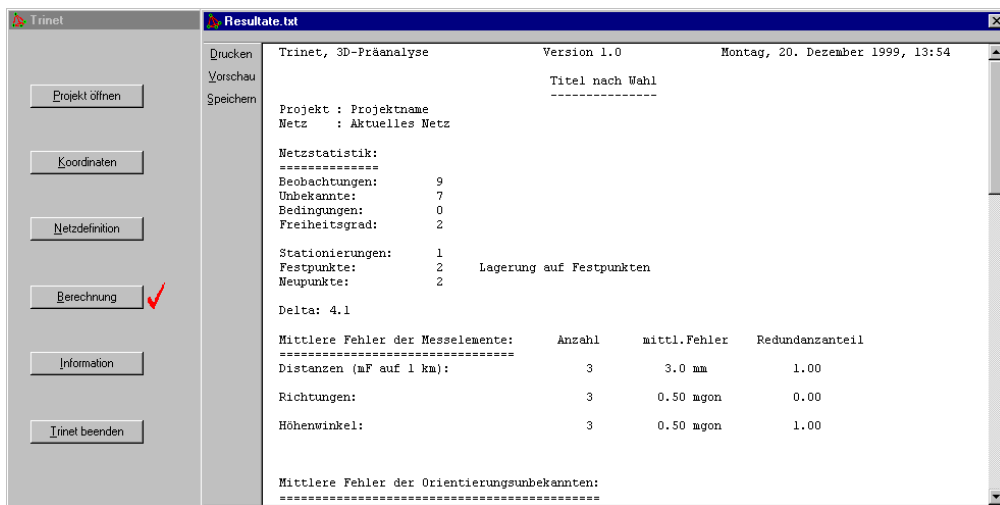 Trinet
Projekt öffnen
Koordinaten
Netzdefinition
Berechnung
Information
Trinet beenden
Resultate.txt
Drucken
Vorschau
Speichern
Trinet, 3D-Präanalyse Version 1.0 Montag, 20. Dezember 1999, 13:54
Titel nach Wahl
---------------
Projekt : Projektname
Netz : Aktuelles Netz
Netzstatistik:
==============
Beobachtungen: 9
Unbekannte: 7
Bedingungen: 0
Freiheitsgrad: 2
Stationierungen: 1
Festpunkte: 2 Lagerung auf Festpunkten
Neupunkte: 2
Delta: 4.1
Mittlere Fehler der Messelemente: Anzahl mittl.Fehler Redundanzanteil
=================================
Distanzen (mF auf 1 km): 3 3.0 mm 1.00
Richtungen: 3 0.50 mgon 0.00
Höhenwinkel: 3 0.50 mgon 1.00
Mittlere Fehler der Orientierungsunbekannten:
=============================================